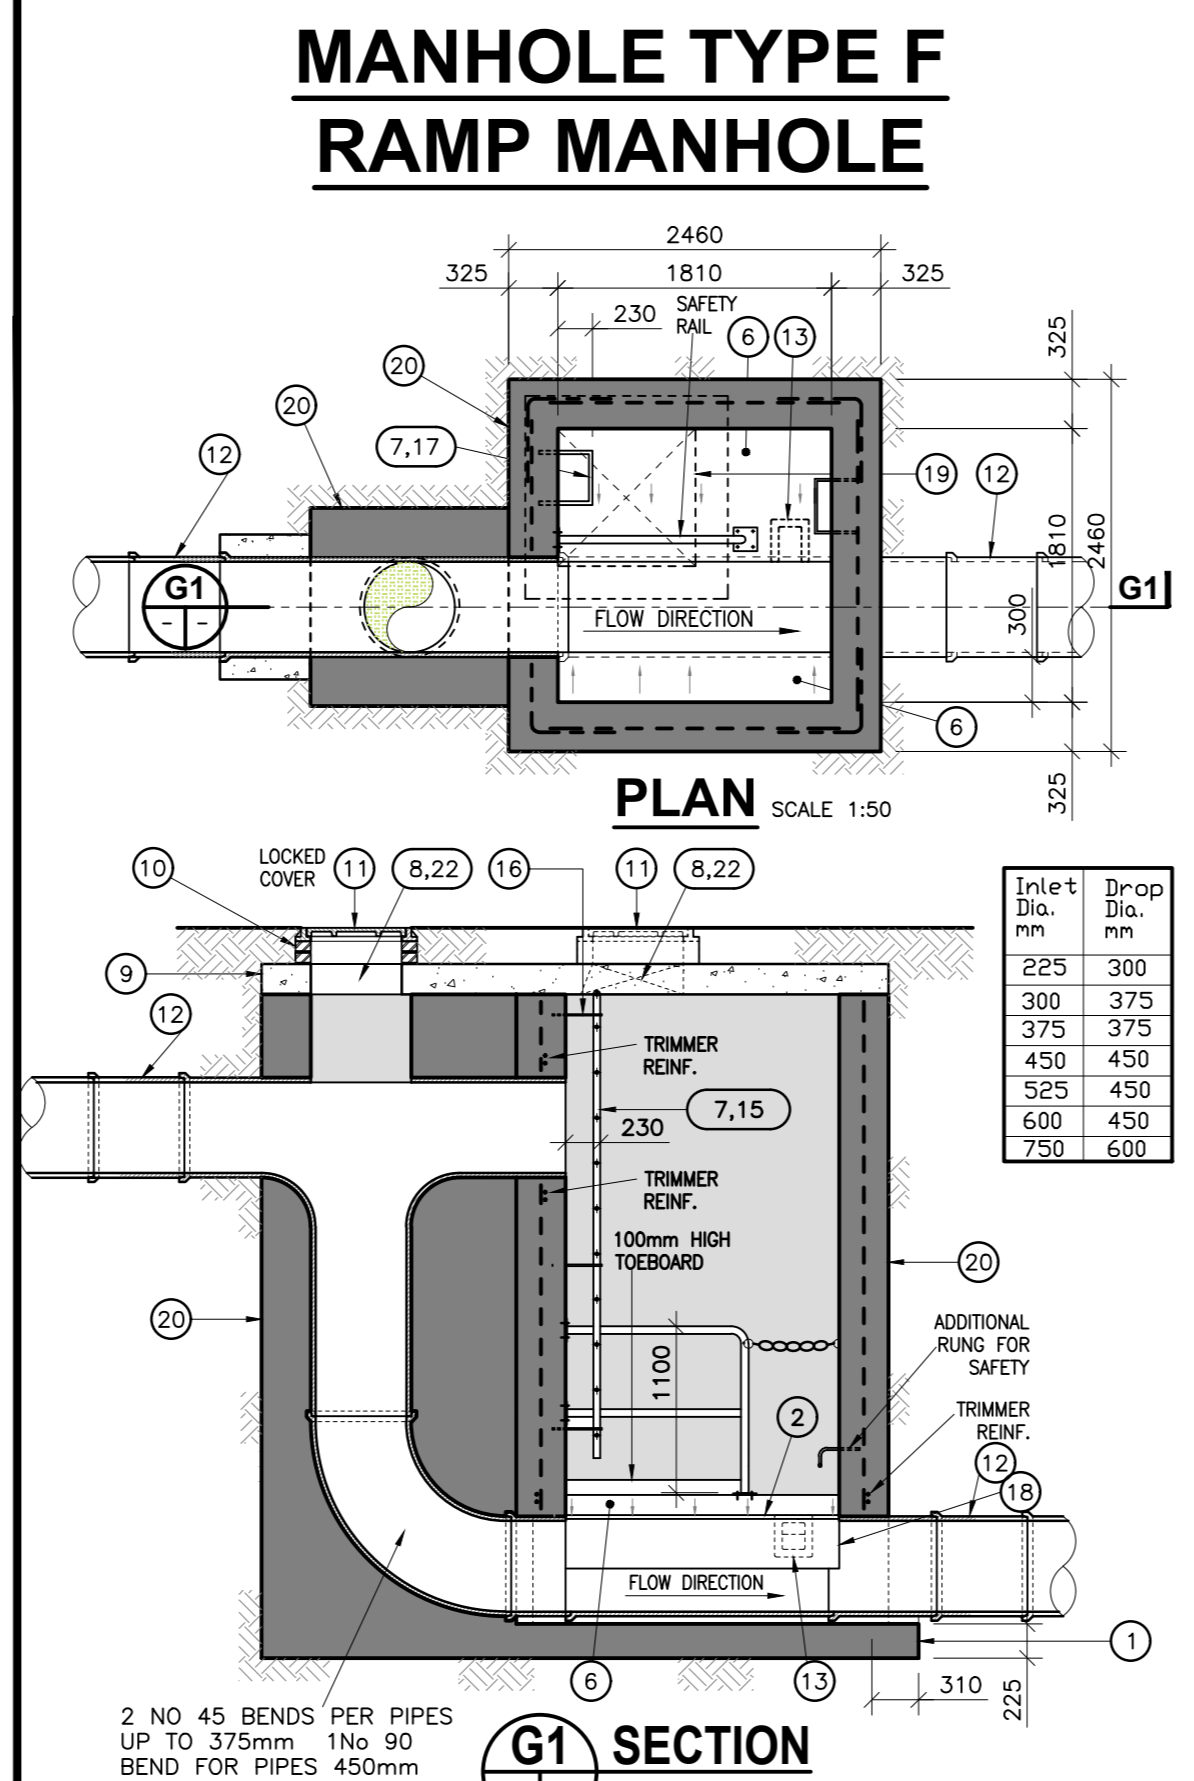 MANHOLE TYPE F
RAMP MANHOLE
2460
325 1810 325
230 SAFETY
RAIL
6 13
325
20
20
7,17
12
19 12
1810
2460
G1
- -
FLOW DIRECTION
300
G1
6
325
PLAN SCALE 1:50
10 LOCKED
COVER 11 8,22 16 11 8,22
9
12
TRIMMER
REINF.
7,15
230
TRIMMER
REINF.
100mm HIGH
TOEBOARD
20
20
1100
ADDITIONAL
RUNG FOR
SAFETY
2
TRIMMER
REINF.
12
18
FLOW DIRECTION
1
6 13
310
225
Inlet Dia. mm Drop Dia. mm
225 300
300 375
375 375
450 450
525 450
600 450
750 600
2 NO 45 BENDS PER PIPES
UP TO 375mm 1No 90
BEND FOR PIPES 450mm
G1 SECTION